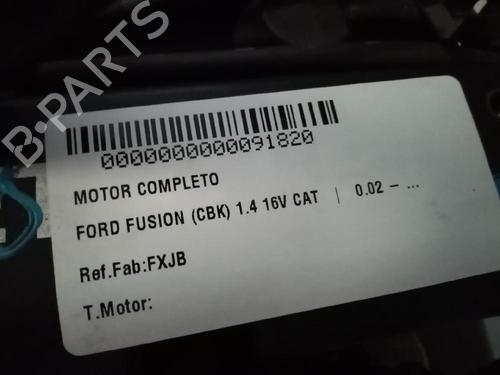 B-PARTS
0000000000091820
MOTOR COMPLETO
FORD FUSION (CBK) 1.4 16V CAT | 0.02 - ...
Ref.Fab:FXJB
T.Motor: